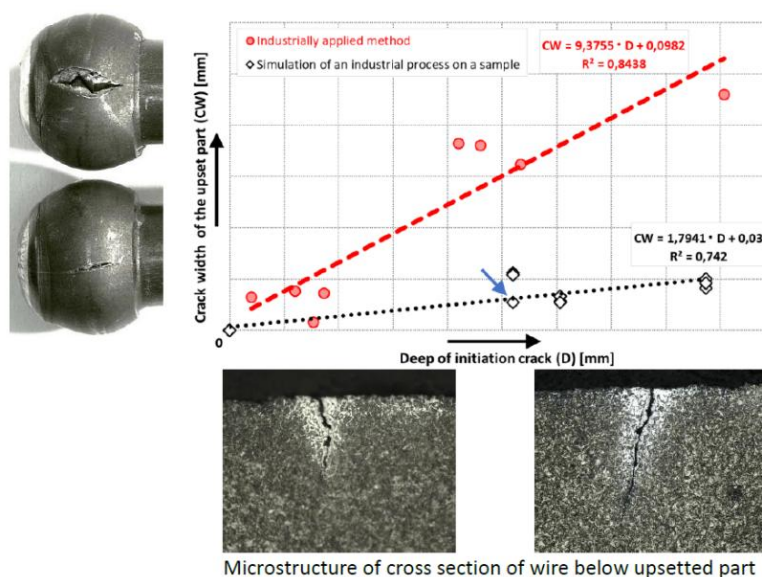 Industrially applied method
Simulation of an industrial process on a sample
CW = 9,3755 · D + 0,0982
R² = 0,8438
Crack width of the upset part (CW) [mm]
CW = 1,7941 · D + 0,03
R² = 0,742
0
Deep of initiation crack (D) [mm]
Microstructure of cross section of wire below upsetted part